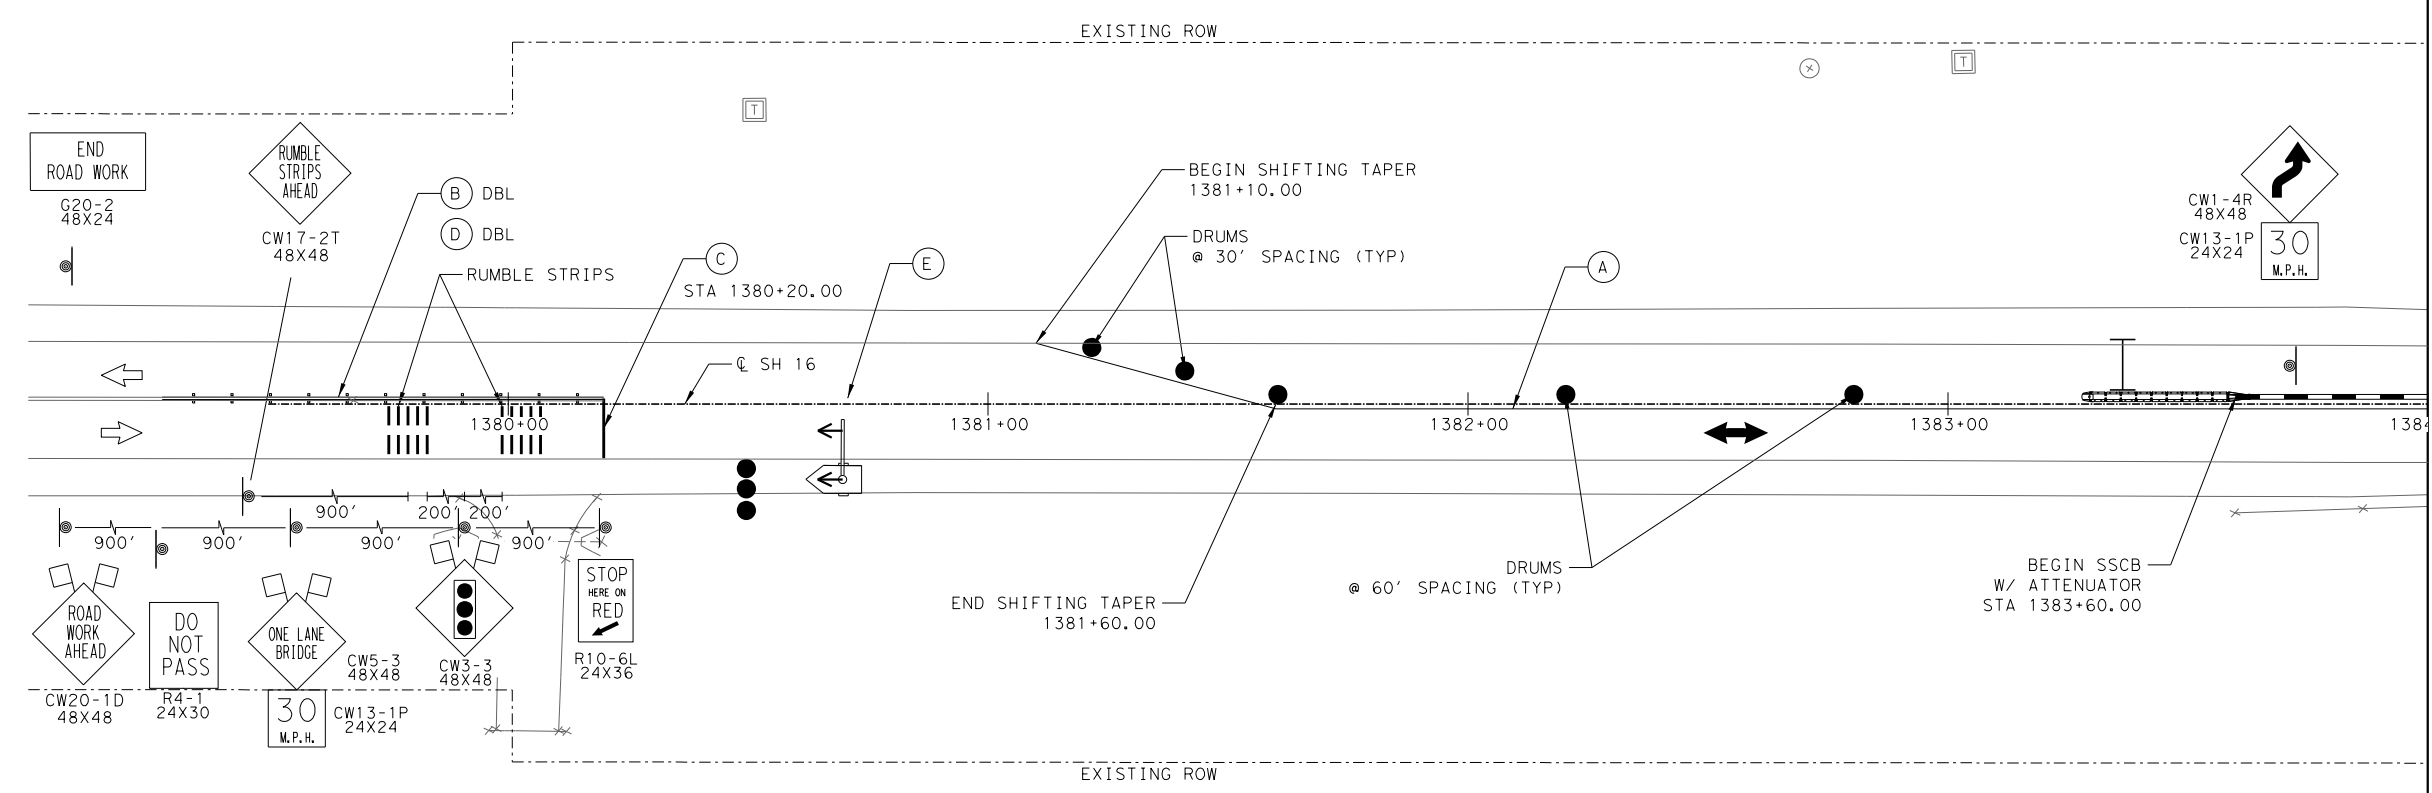 EXISTING ROW
T
T
END
ROAD WORK
G20-2
48X24
RUMBLE
STRIPS
AHEAD
CW17-2T
48X48
B DBL
D DBL
RUMBLE STRIPS
C
STA 1380+20.00
E
BEGIN SHIFTING TAPER
1381+10.00
DRUMS
@ 30' SPACING (TYP)
A
CW1-4R
48X48
CW13-1P
24X24
30
M.P.H.
℄ SH 16
1380+00
1381+00
1382+00
1383+00
1384
900'
200'
200'
900'
900'
900'
900'
ROAD
WORK
AHEAD
CW20-1D
48X48
DO
NOT
PASS
R4-1
24X30
ONE LANE
BRIDGE
CW5-3
48X48
30
M.P.H.
CW13-1P
24X24
CW3-3
48X48
STOP
HERE ON
RED
R10-6L
24X36
END SHIFTING TAPER
1381+60.00
DRUMS
@ 60' SPACING (TYP)
BEGIN SSCB
W/ ATTENUATOR
STA 1383+60.00
EXISTING ROW